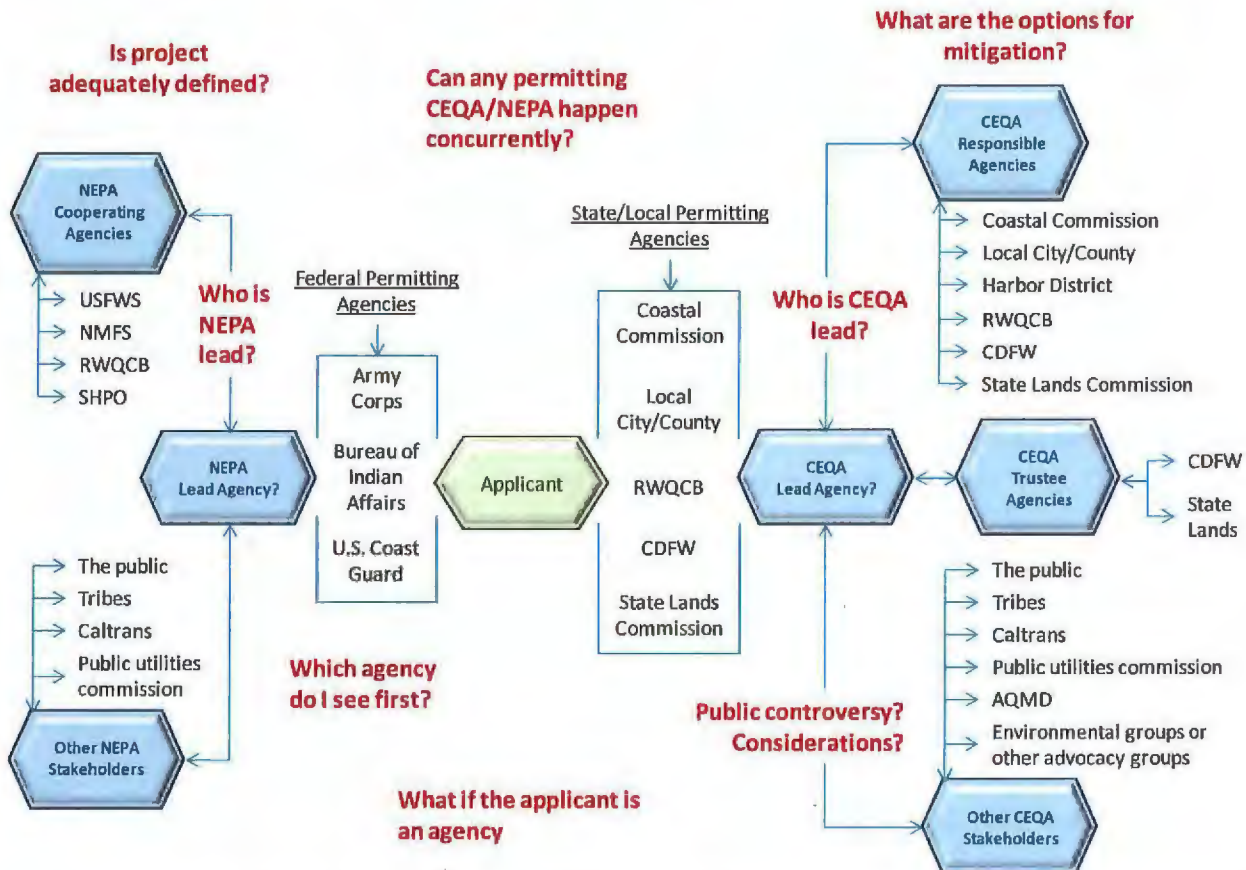 Is project
adequately defined?
Can any permitting
CEQA/NEPA happen
concurrently?
What are the options for
mitigation?
NEPA
Cooperating
Agencies
USFWS
NMFS
RWQCB
SHPO
Who is
NEPA
lead?
NEPA
Lead Agency?
The public
Tribes
Caltrans
Public utilities
commission
Other NEPA
Stakeholders
Federal Permitting
Agencies
Army
Corps
Bureau of
Indian
Affairs
U.S. Coast
Guard
Applicant
State/Local Permitting
Agencies
Coastal
Commission
Local
City/County
RWQCB
CDFW
State Lands
Commission
Which agency
do I see first?
What if the applicant is
an agency
Who is CEQA
lead?
CEQA
Lead Agency?
Public controversy?
Considerations?
CEQA
Responsible
Agencies
Coastal Commission
Local City/County
Harbor District
RWQCB
CDFW
State Lands Commission
CEQA
Trustee
Agencies
CDFW
State
Lands
The public
Tribes
Caltrans
Public utilities commission
AQMD
Environmental groups or
other advocacy groups
Other CEQA
Stakeholders